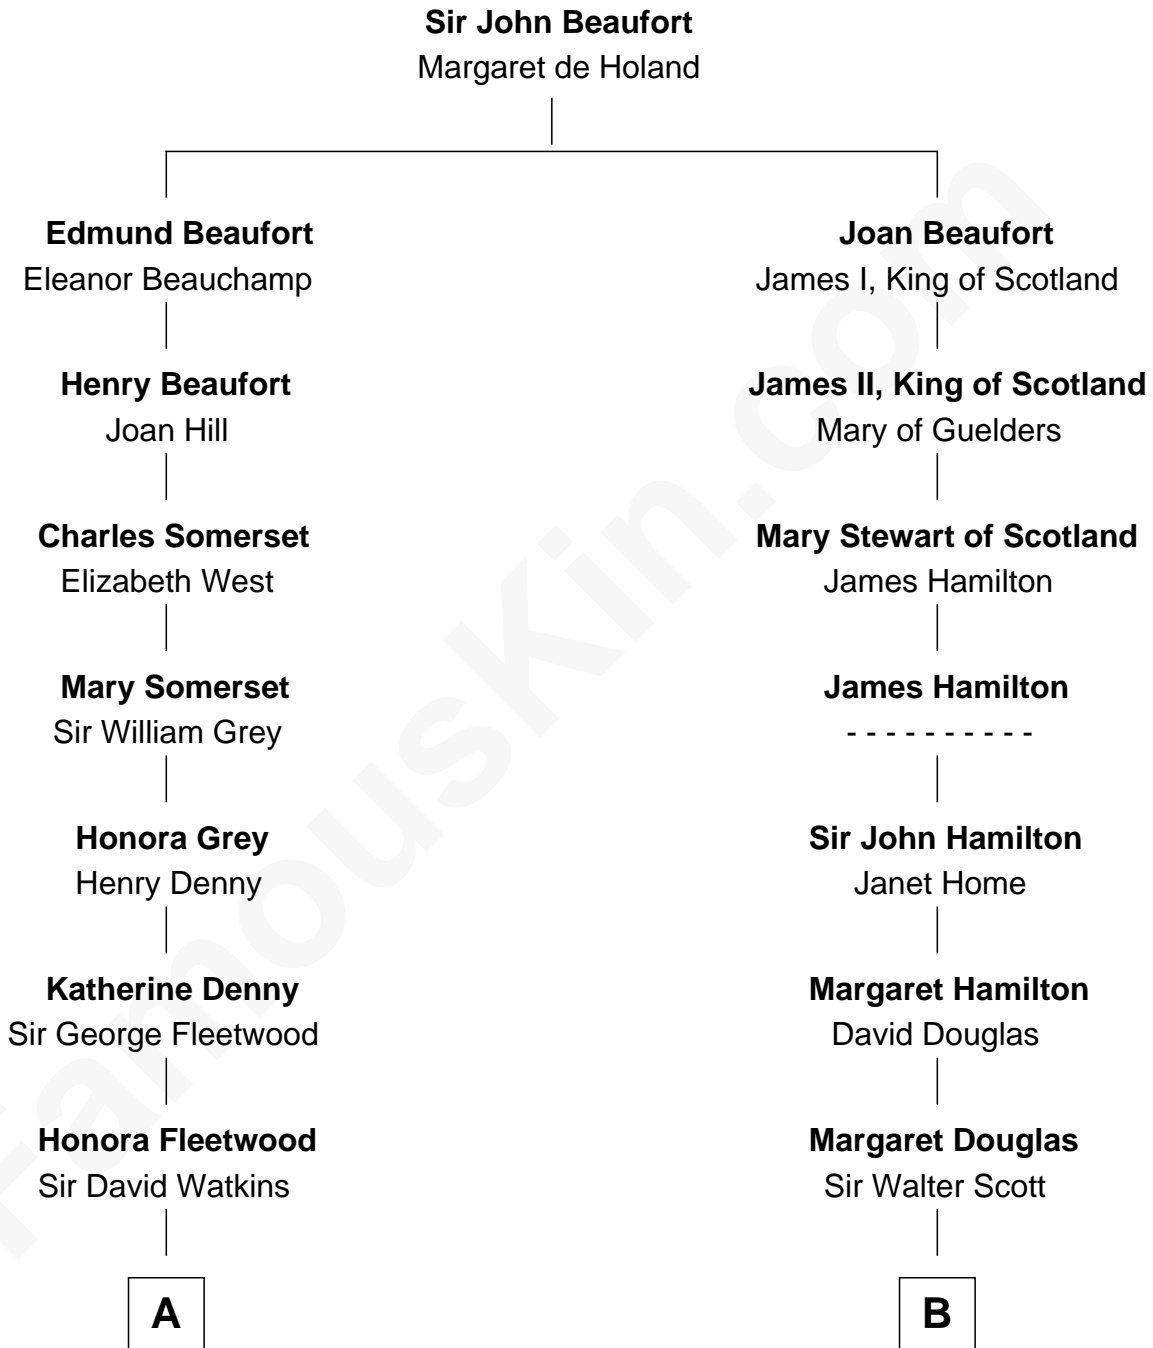 Sir John Beaufort
Margaret de Holand
Edmund Beaufort
Eleanor Beauchamp
Joan Beaufort
James I, King of Scotland
Henry Beaufort
Joan Hill
James II, King of Scotland
Mary of Guelders
Charles Somerset
Elizabeth West
Mary Stewart of Scotland
James Hamilton
Mary Somerset
Sir William Grey
James Hamilton
- - - - - - - - - -
Honora Grey
Henry Denny
Sir John Hamilton
Janet Home
Katherine Denny
Sir George Fleetwood
Margaret Hamilton
David Douglas
Honora Fleetwood
Sir David Watkins
Margaret Douglas
Sir Walter Scott
A
B
FamousKin.com